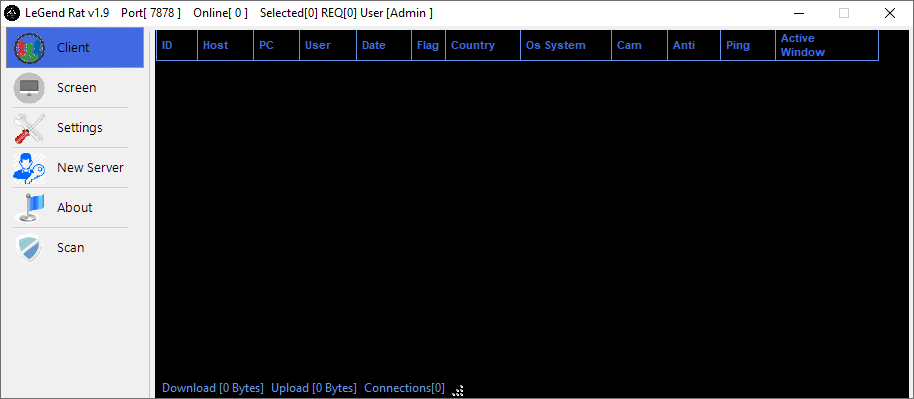 LeGend Rat v1.9 Port[ 7878 ] Online[ 0 ] Selected[0] REQ[0] User [Admin ]
Client
Screen
Settings
New Server
About
Scan
ID Host PC User Date Flag Country Os System Cam Anti Ping Active
Window
Download [0 Bytes] Upload [0 Bytes] Connections[0]